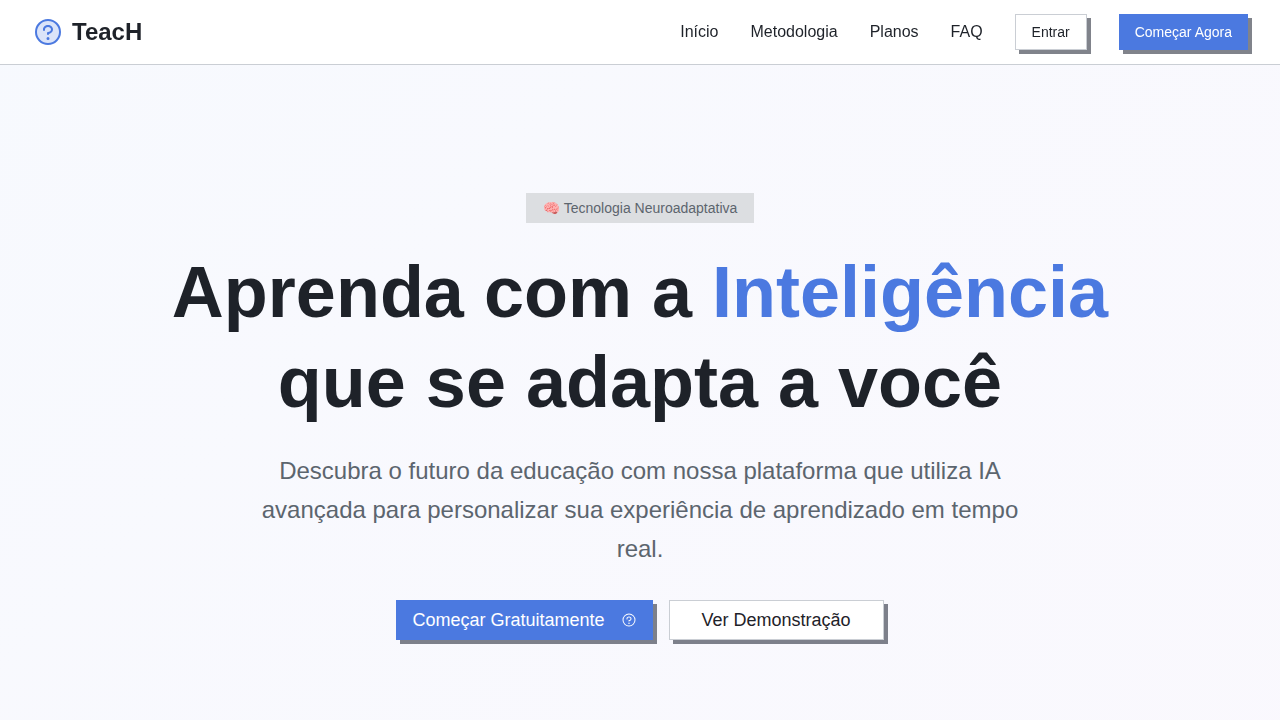 TeacH
Início
Metodologia
Planos
FAQ
Entrar
Começar Agora
🧠 Tecnologia Neuroadaptativa
Aprenda com a Inteligência
que se adapta a você
Descubra o futuro da educação com nossa plataforma que utiliza IA
avançada para personalizar sua experiência de aprendizado em tempo
real.
Começar Gratuitamente
Ver Demonstração